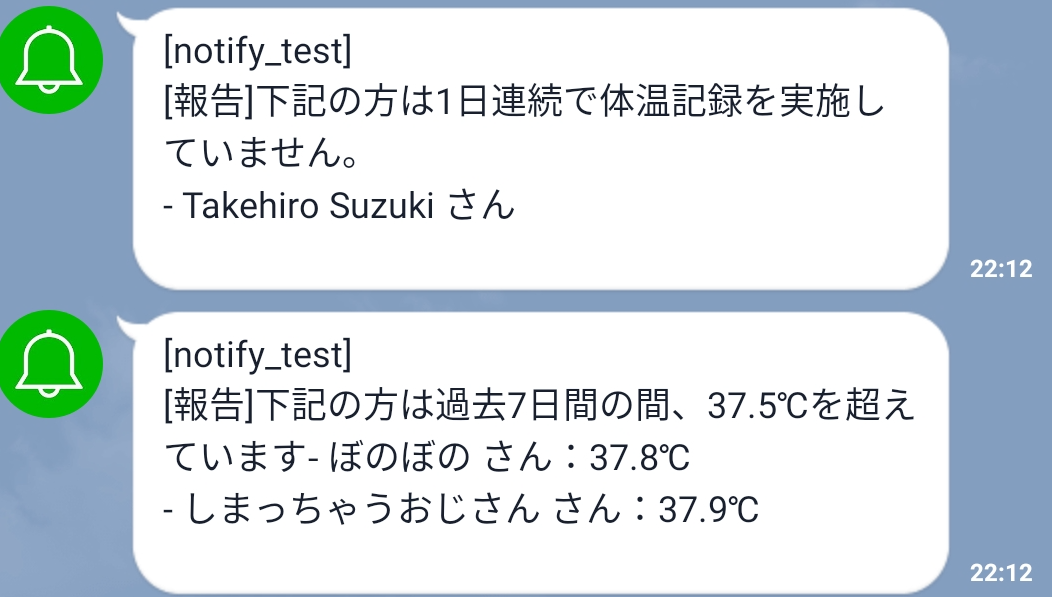 [notify_test]
[報告]下記の方は1日連続で体温記録を実施し
ていません。
- Takehiro Suzuki さん
22:12
[notify_test]
[報告]下記の方は過去7日間の間、37.5℃を超え
ています- ぼのぼの さん：37.8℃
- しまっちゃうおじさん さん：37.9℃
22:12